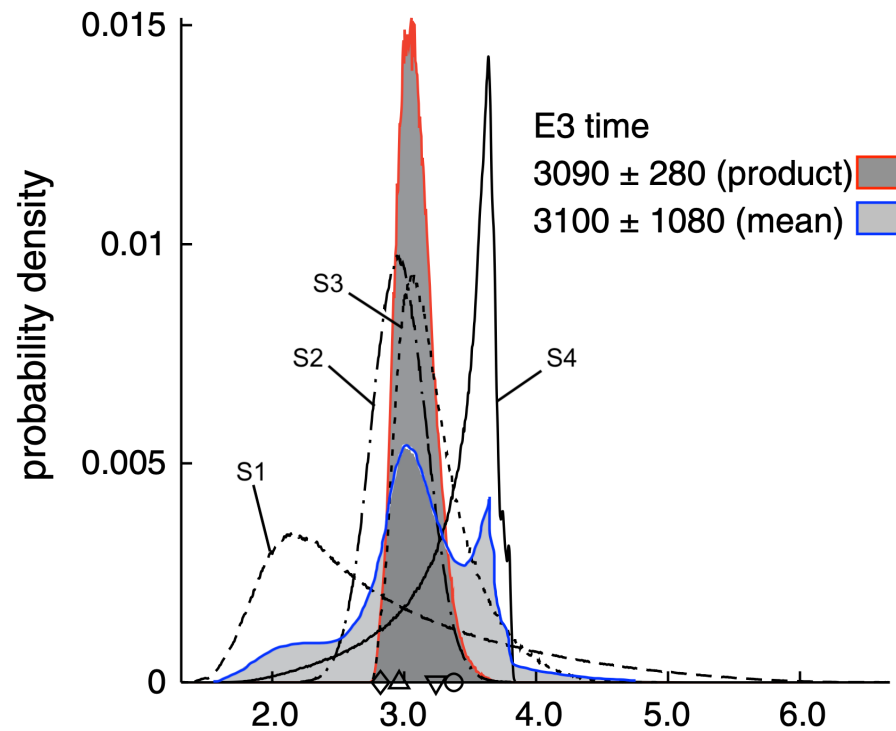 0.015
E3 time
3090 ± 280 (product)
3100 ± 1080 (mean)
0.01
S3
S2
S4
probability density
0.005
S1
0
2.0 3.0 4.0 5.0 6.0